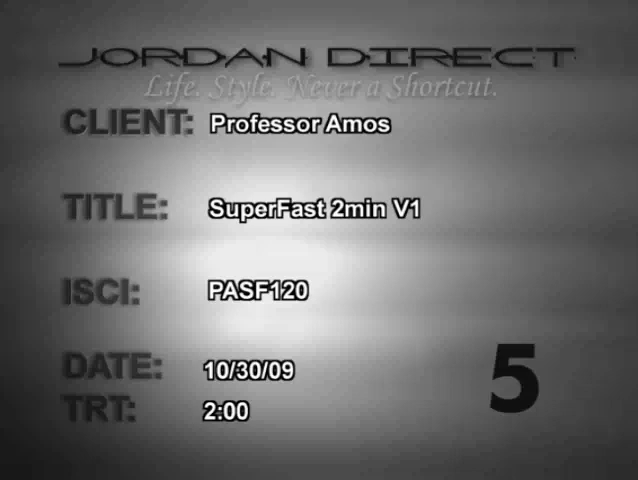 JORDAN DIRECT
Life. Style. Never a Shortcut.
CLIENT: Professor Amos
TITLE: SuperFast 2min V1
ISCI: PASF120
DATE: 10/30/09
5
TRT: 2:00